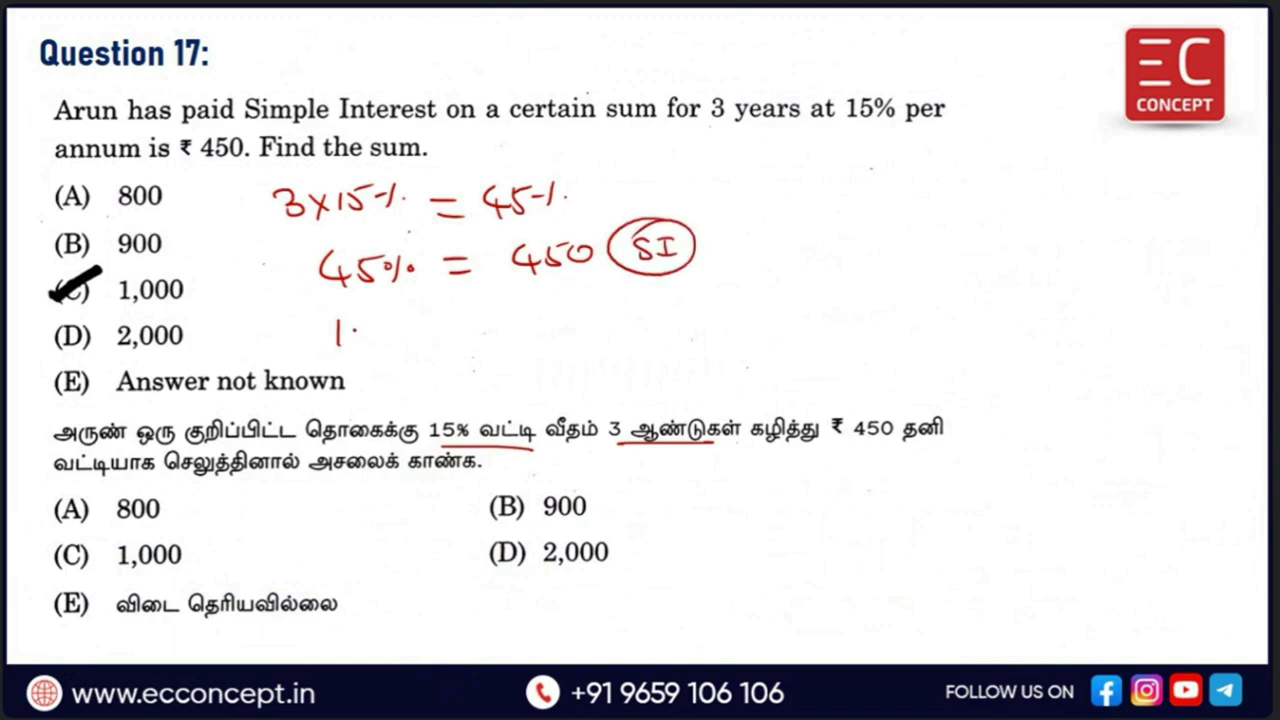 Question 17:
EC
CONCEPT
Arun has paid Simple Interest on a certain sum for 3 years at 15% per
annum is ₹ 450. Find the sum.
(A) 800
3 x 15% = 45%
(B) 900
45% = 450 SI
(C) 1,000
(D) 2,000
1
(E) Answer not known
அருண் ஒரு குறிப்பிட்ட தொகைக்கு 15% வட்டி வீதம் 3 ஆண்டுகள் கழித்து ₹ 450 தனி
வட்டியாக செலுத்தினால் அசலைக் காண்க.
(A) 800 (B) 900
(C) 1,000 (D) 2,000
(E) விடை தெரியவில்லை
www.ecconcept.in +91 9659 106 106 FOLLOW US ON